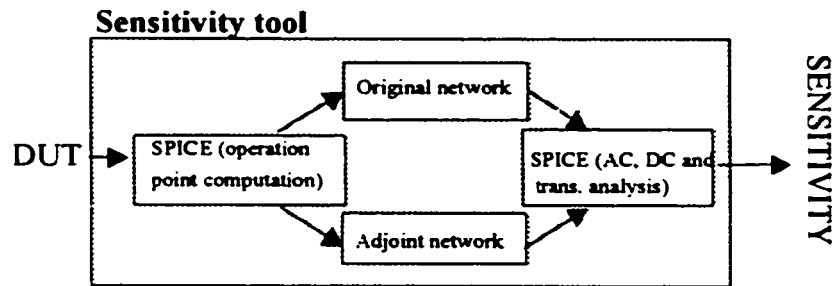 Sensitivity tool
Original network
DUT
SPICE (operation
point computation)
SPICE (AC, DC and
trans. analysis)
Adjoint network
SENSITIVITY